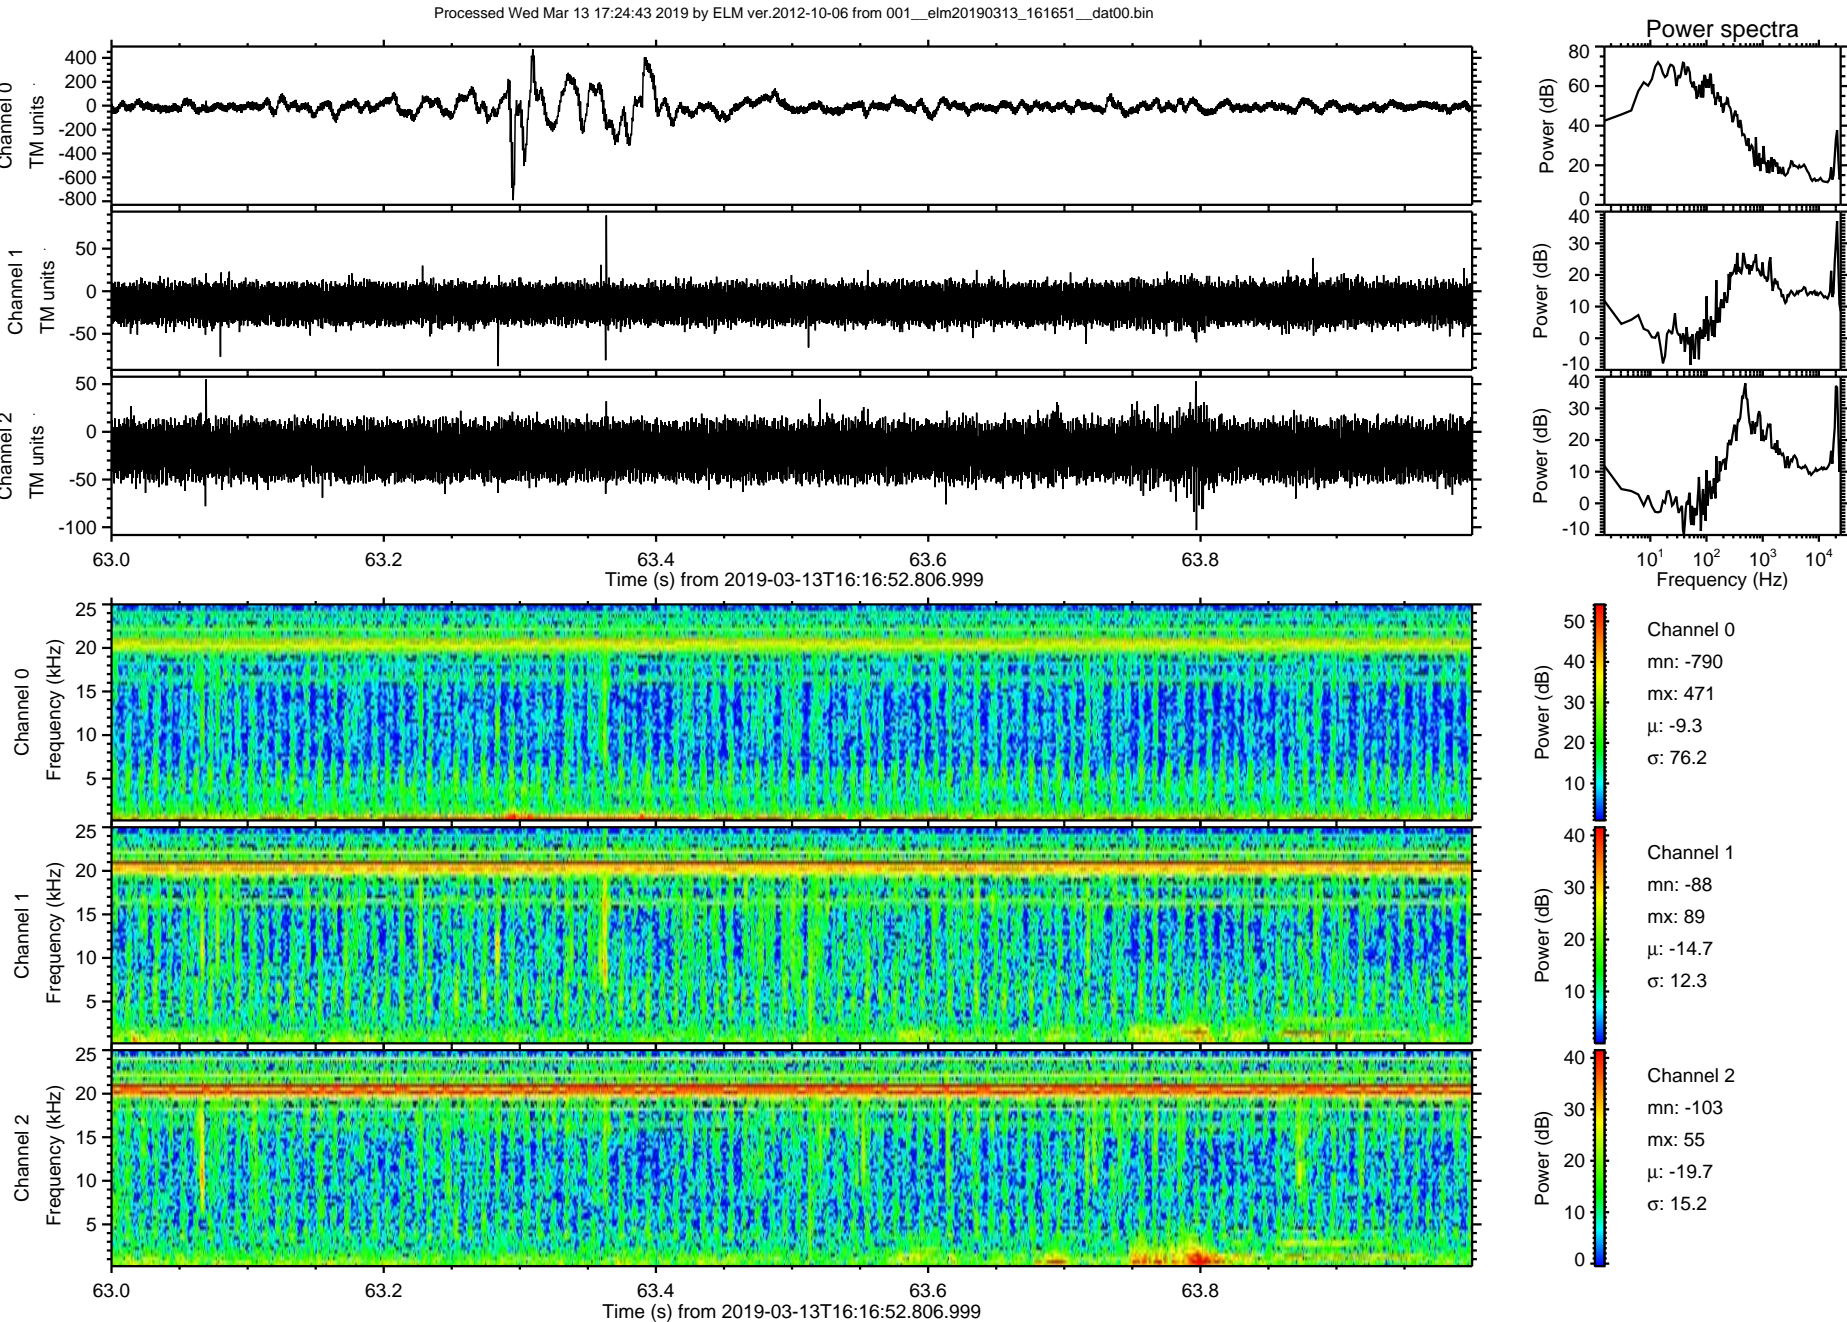 Processed Wed Mar 13 17:24:43 2019 by ELM ver.2012-10-06 from 001__elm20190313_161651__dat00.bin
Power spectra
Channel 0
TM units
400
200
0
-200
-400
-600
-800
Power (dB)
80
60
40
20
0
Channel 1
TM units
50
0
-50
Power (dB)
40
30
20
10
0
-10
Channel 2
TM units
50
0
-50
-100
Power (dB)
40
30
20
10
0
-10
63.0 63.2 63.4 63.6 63.8
Time (s) from 2019-03-13T16:16:52.806.999
10¹ 10² 10³ 10⁴
Frequency (Hz)
Channel 0
Frequency (kHz)
25
20
15
10
5
Power (dB)
50
40
30
20
10
Channel 0
mn: -790
mx: 471
μ: -9.3
σ: 76.2
Channel 1
Frequency (kHz)
25
20
15
10
5
Power (dB)
40
30
20
10
Channel 1
mn: -88
mx: 89
μ: -14.7
σ: 12.3
Channel 2
Frequency (kHz)
25
20
15
10
5
Power (dB)
40
30
20
10
0
Channel 2
mn: -103
mx: 55
μ: -19.7
σ: 15.2
63.0 63.2 63.4 63.6 63.8
Time (s) from 2019-03-13T16:16:52.806.999